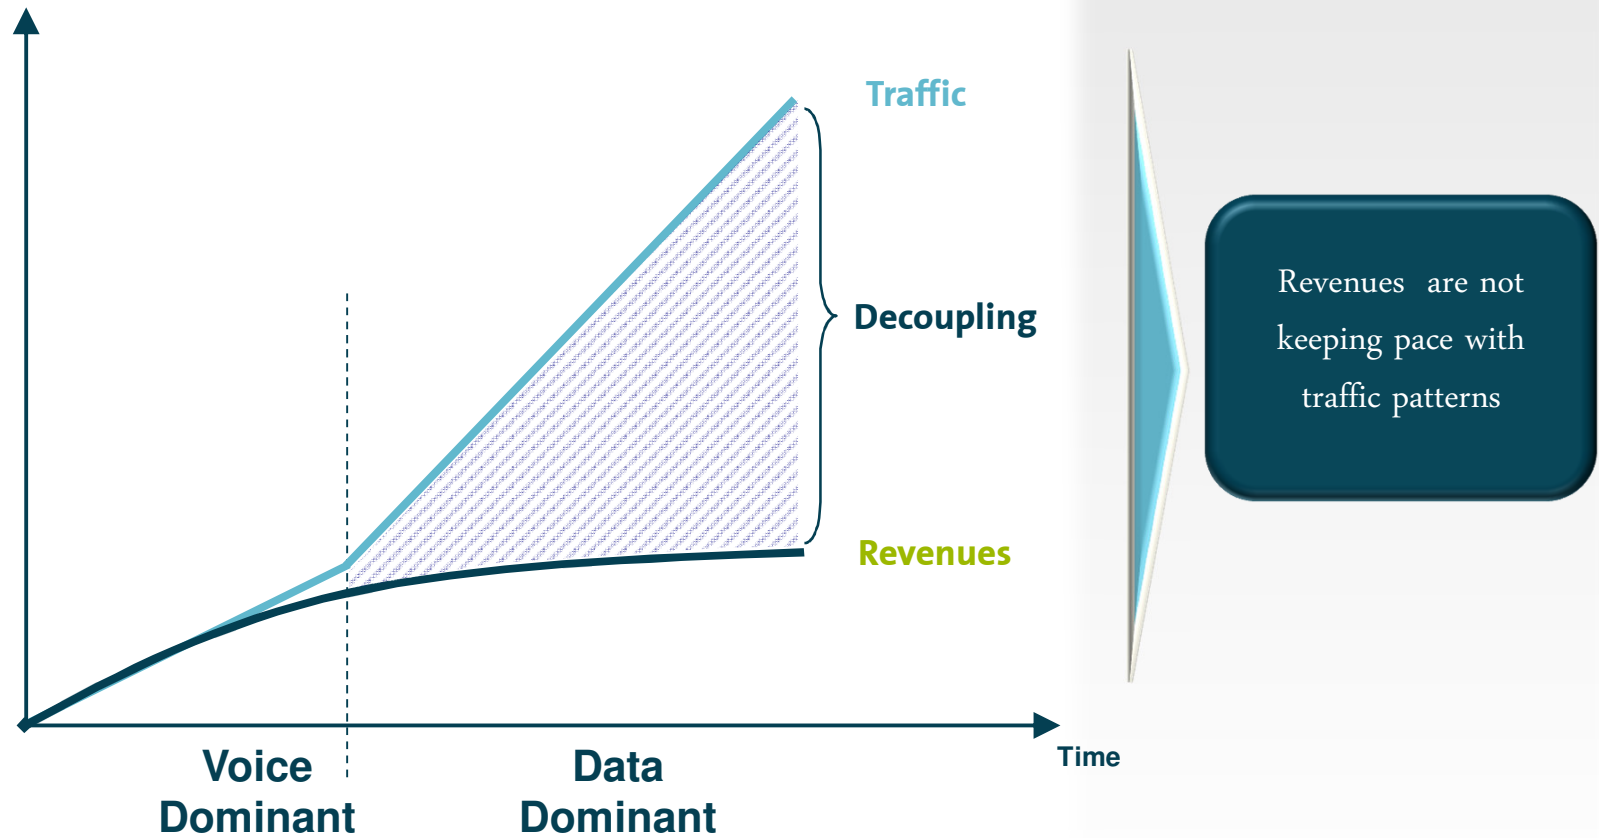 Traffic
Decoupling
Revenues
Time
Voice
Dominant
Data
Dominant
Revenues are not
keeping pace with
traffic patterns